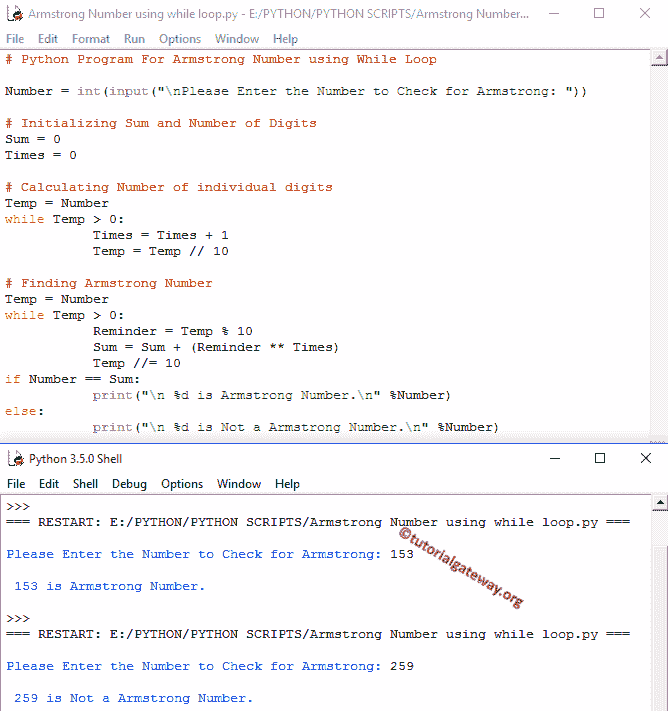 Armstrong Number using while loop.py - E:/PYTHON/PYTHON SCRIPTS/Armstrong Number...
File Edit Format Run Options Window Help
# Python Program For Armstrong Number using While Loop
Number = int(input("\nPlease Enter the Number to Check for Armstrong: "))
# Initializing Sum and Number of Digits
Sum = 0
Times = 0
# Calculating Number of individual digits
Temp = Number
while Temp > 0:
           Times = Times + 1
           Temp = Temp // 10
# Finding Armstrong Number
Temp = Number
while Temp > 0:
           Reminder = Temp % 10
           Sum = Sum + (Reminder ** Times)
           Temp //= 10
if Number == Sum:
           print("\n %d is Armstrong Number.\n" %Number)
else:
           print("\n %d is Not a Armstrong Number.\n" %Number)
Python 3.5.0 Shell
File Edit Shell Debug Options Window Help
>>>
=== RESTART: E:/PYTHON/PYTHON SCRIPTS/Armstrong Number using while loop.py ===
Please Enter the Number to Check for Armstrong: 153
©tutorialgateway.org
 153 is Armstrong Number.
>>>
=== RESTART: E:/PYTHON/PYTHON SCRIPTS/Armstrong Number using while loop.py ===
Please Enter the Number to Check for Armstrong: 259
 259 is Not a Armstrong Number.